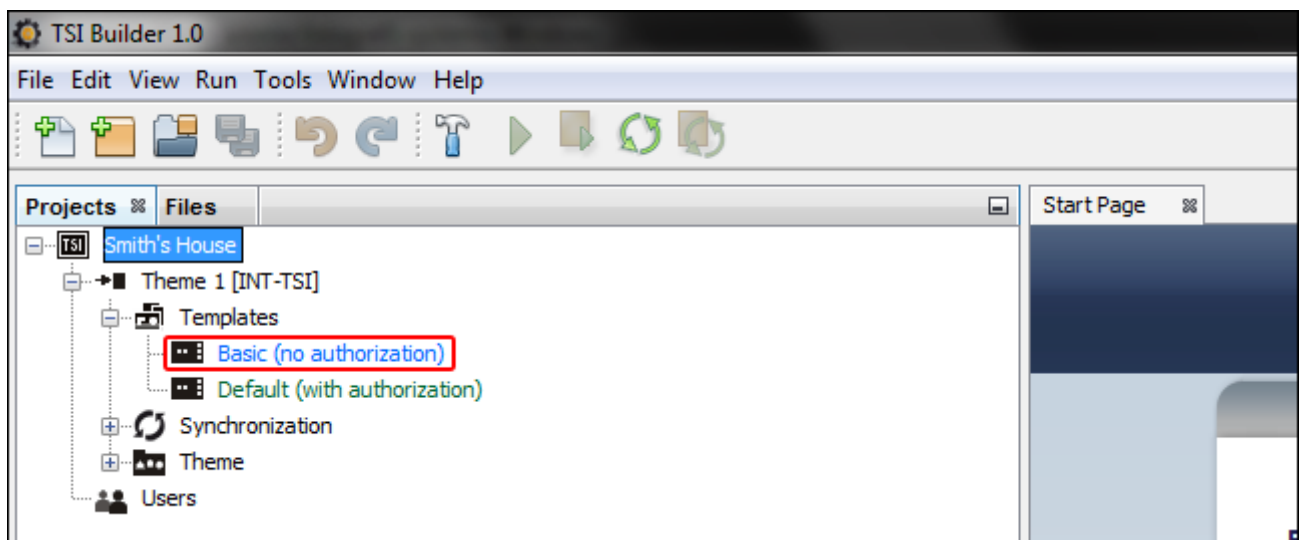 TSI Builder 1.0
File Edit View Run Tools Window Help
Projects Files
Start Page
TSI Smith's House
Theme 1 [INT-TSI]
Templates
Basic (no authorization)
Default (with authorization)
Synchronization
Theme
Users